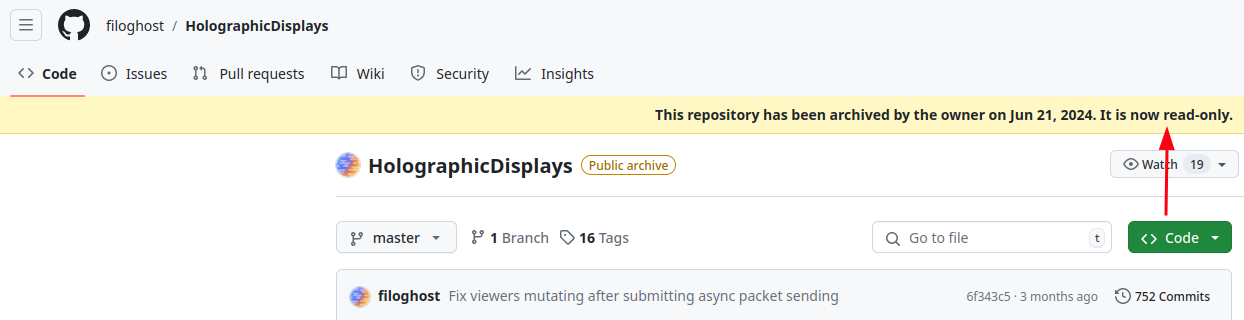 filoghost / HolographicDisplays
Code Issues Pull requests Wiki Security Insights
This repository has been archived by the owner on Jun 21, 2024. It is now read-only.
HolographicDisplays Public archive Watch 19
master 1 Branch 16 Tags Go to file t Code
filoghost Fix viewers mutating after submitting async packet sending 6f343c5 · 3 months ago 752 Commits